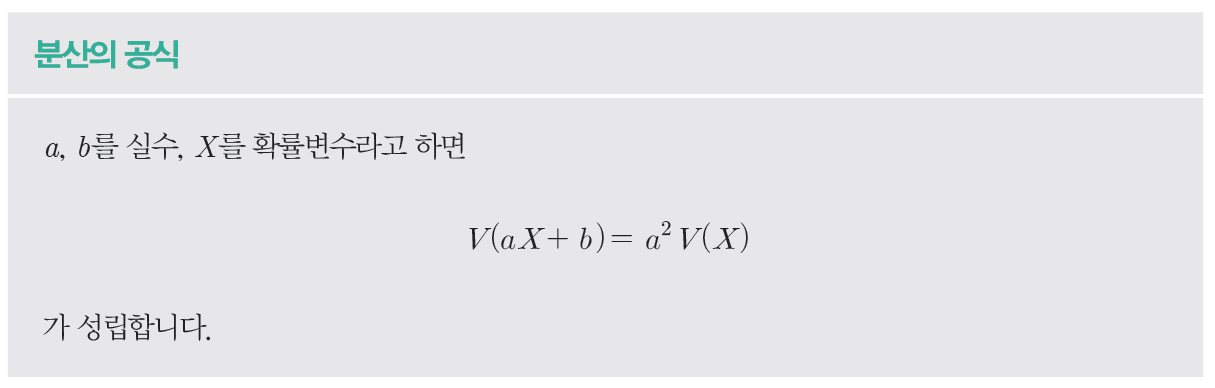 분산의 공식
a, b를 실수, X를 확률변수라고 하면
V(aX+ b)= a² V(X)
가 성립합니다.